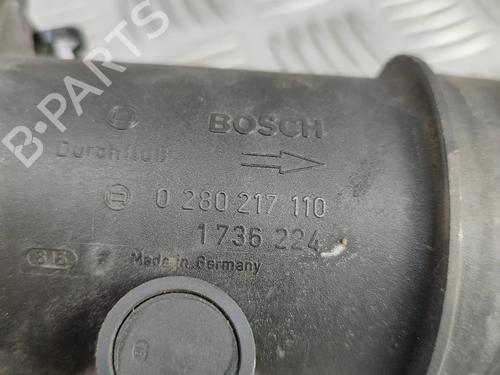 B-PARTS
BOSCH
Durchfluß
0 280 217 110
1 736 224
Made in Germany